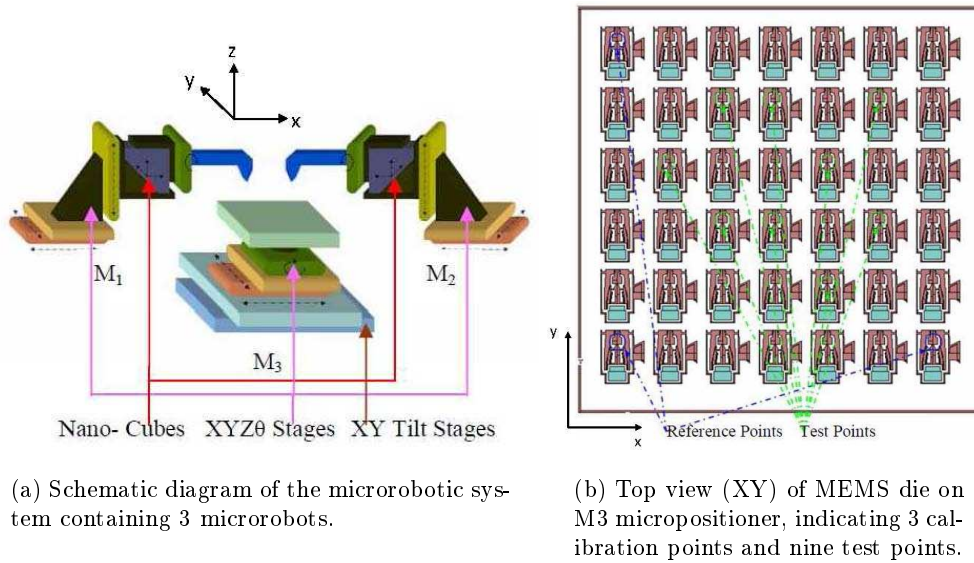 z
y
x
M1
M2
M3
Nano- Cubes XYZθ Stages XY Tilt Stages
y
x
Reference Points Test Points
(a) Schematic diagram of the microrobotic sys-
tem containing 3 microrobots.
(b) Top view (XY) of MEMS die on
M3 micropositioner, indicating 3 cal-
ibration points and nine test points.